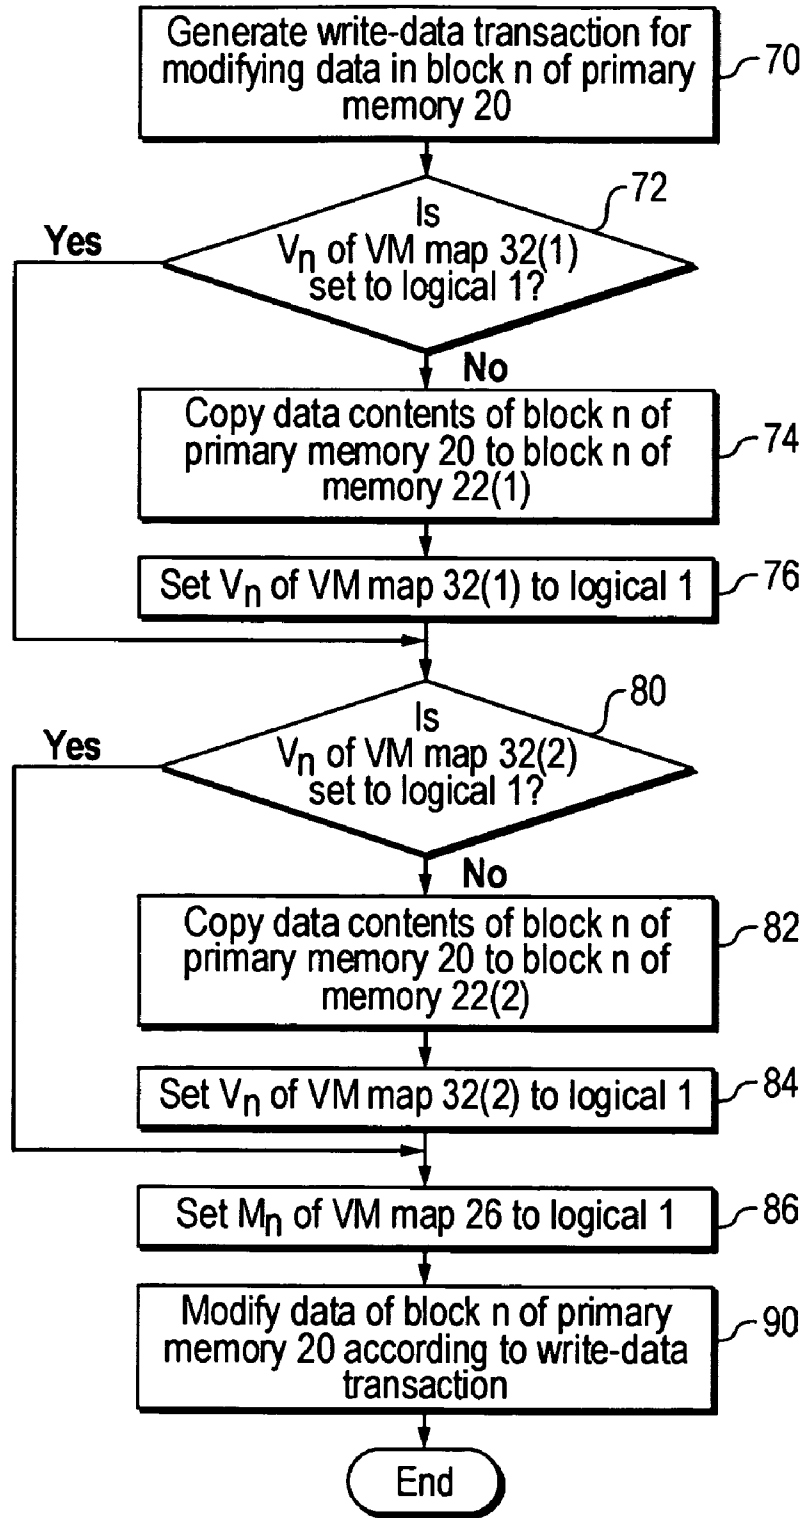 Generate write-data transaction for
modifying data in block n of primary
memory 20
70
Is
Vn of VM map 32(1)
set to logical 1?
72
Yes
No
Copy data contents of block n of
primary memory 20 to block n of
memory 22(1)
74
Set Vn of VM map 32(1) to logical 1
76
Is
Vn of VM map 32(2)
set to logical 1?
80
Yes
No
Copy data contents of block n of
primary memory 20 to block n of
memory 22(2)
82
Set Vn of VM map 32(2) to logical 1
84
Set Mn of VM map 26 to logical 1
86
Modify data of block n of primary
memory 20 according to write-data
transaction
90
End